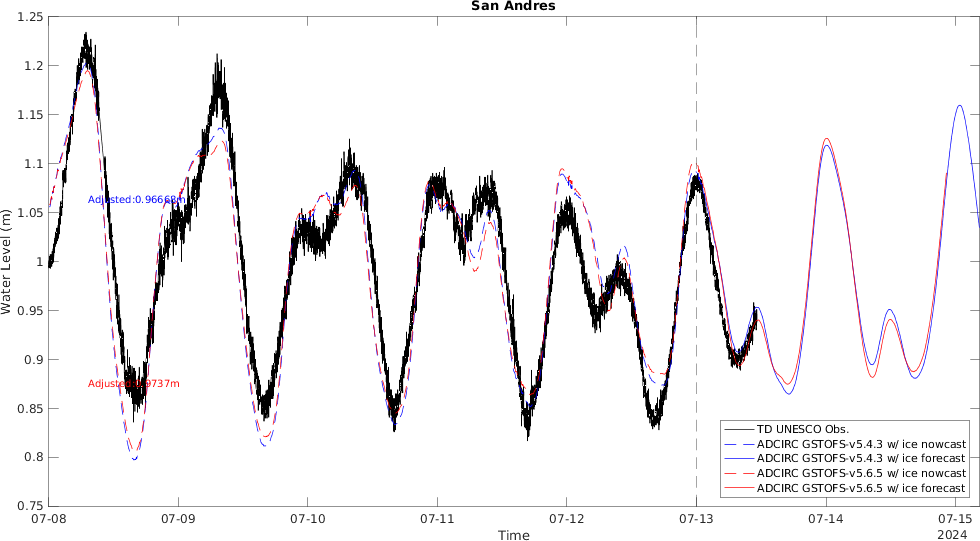 San Andres
1.25
1.2
1.15
1.1
1.05
1
0.95
0.9
0.85
0.8
0.75
Water Level (m)
Adjusted:0.96668m
Adjusted:0.9737m
TD UNESCO Obs.
ADCIRC GSTOFS-v5.4.3 w/ ice nowcast
ADCIRC GSTOFS-v5.4.3 w/ ice forecast
ADCIRC GSTOFS-v5.6.5 w/ ice nowcast
ADCIRC GSTOFS-v5.6.5 w/ ice forecast
07-08 07-09 07-10 07-11 07-12 07-13 07-14 07-15
Time
2024